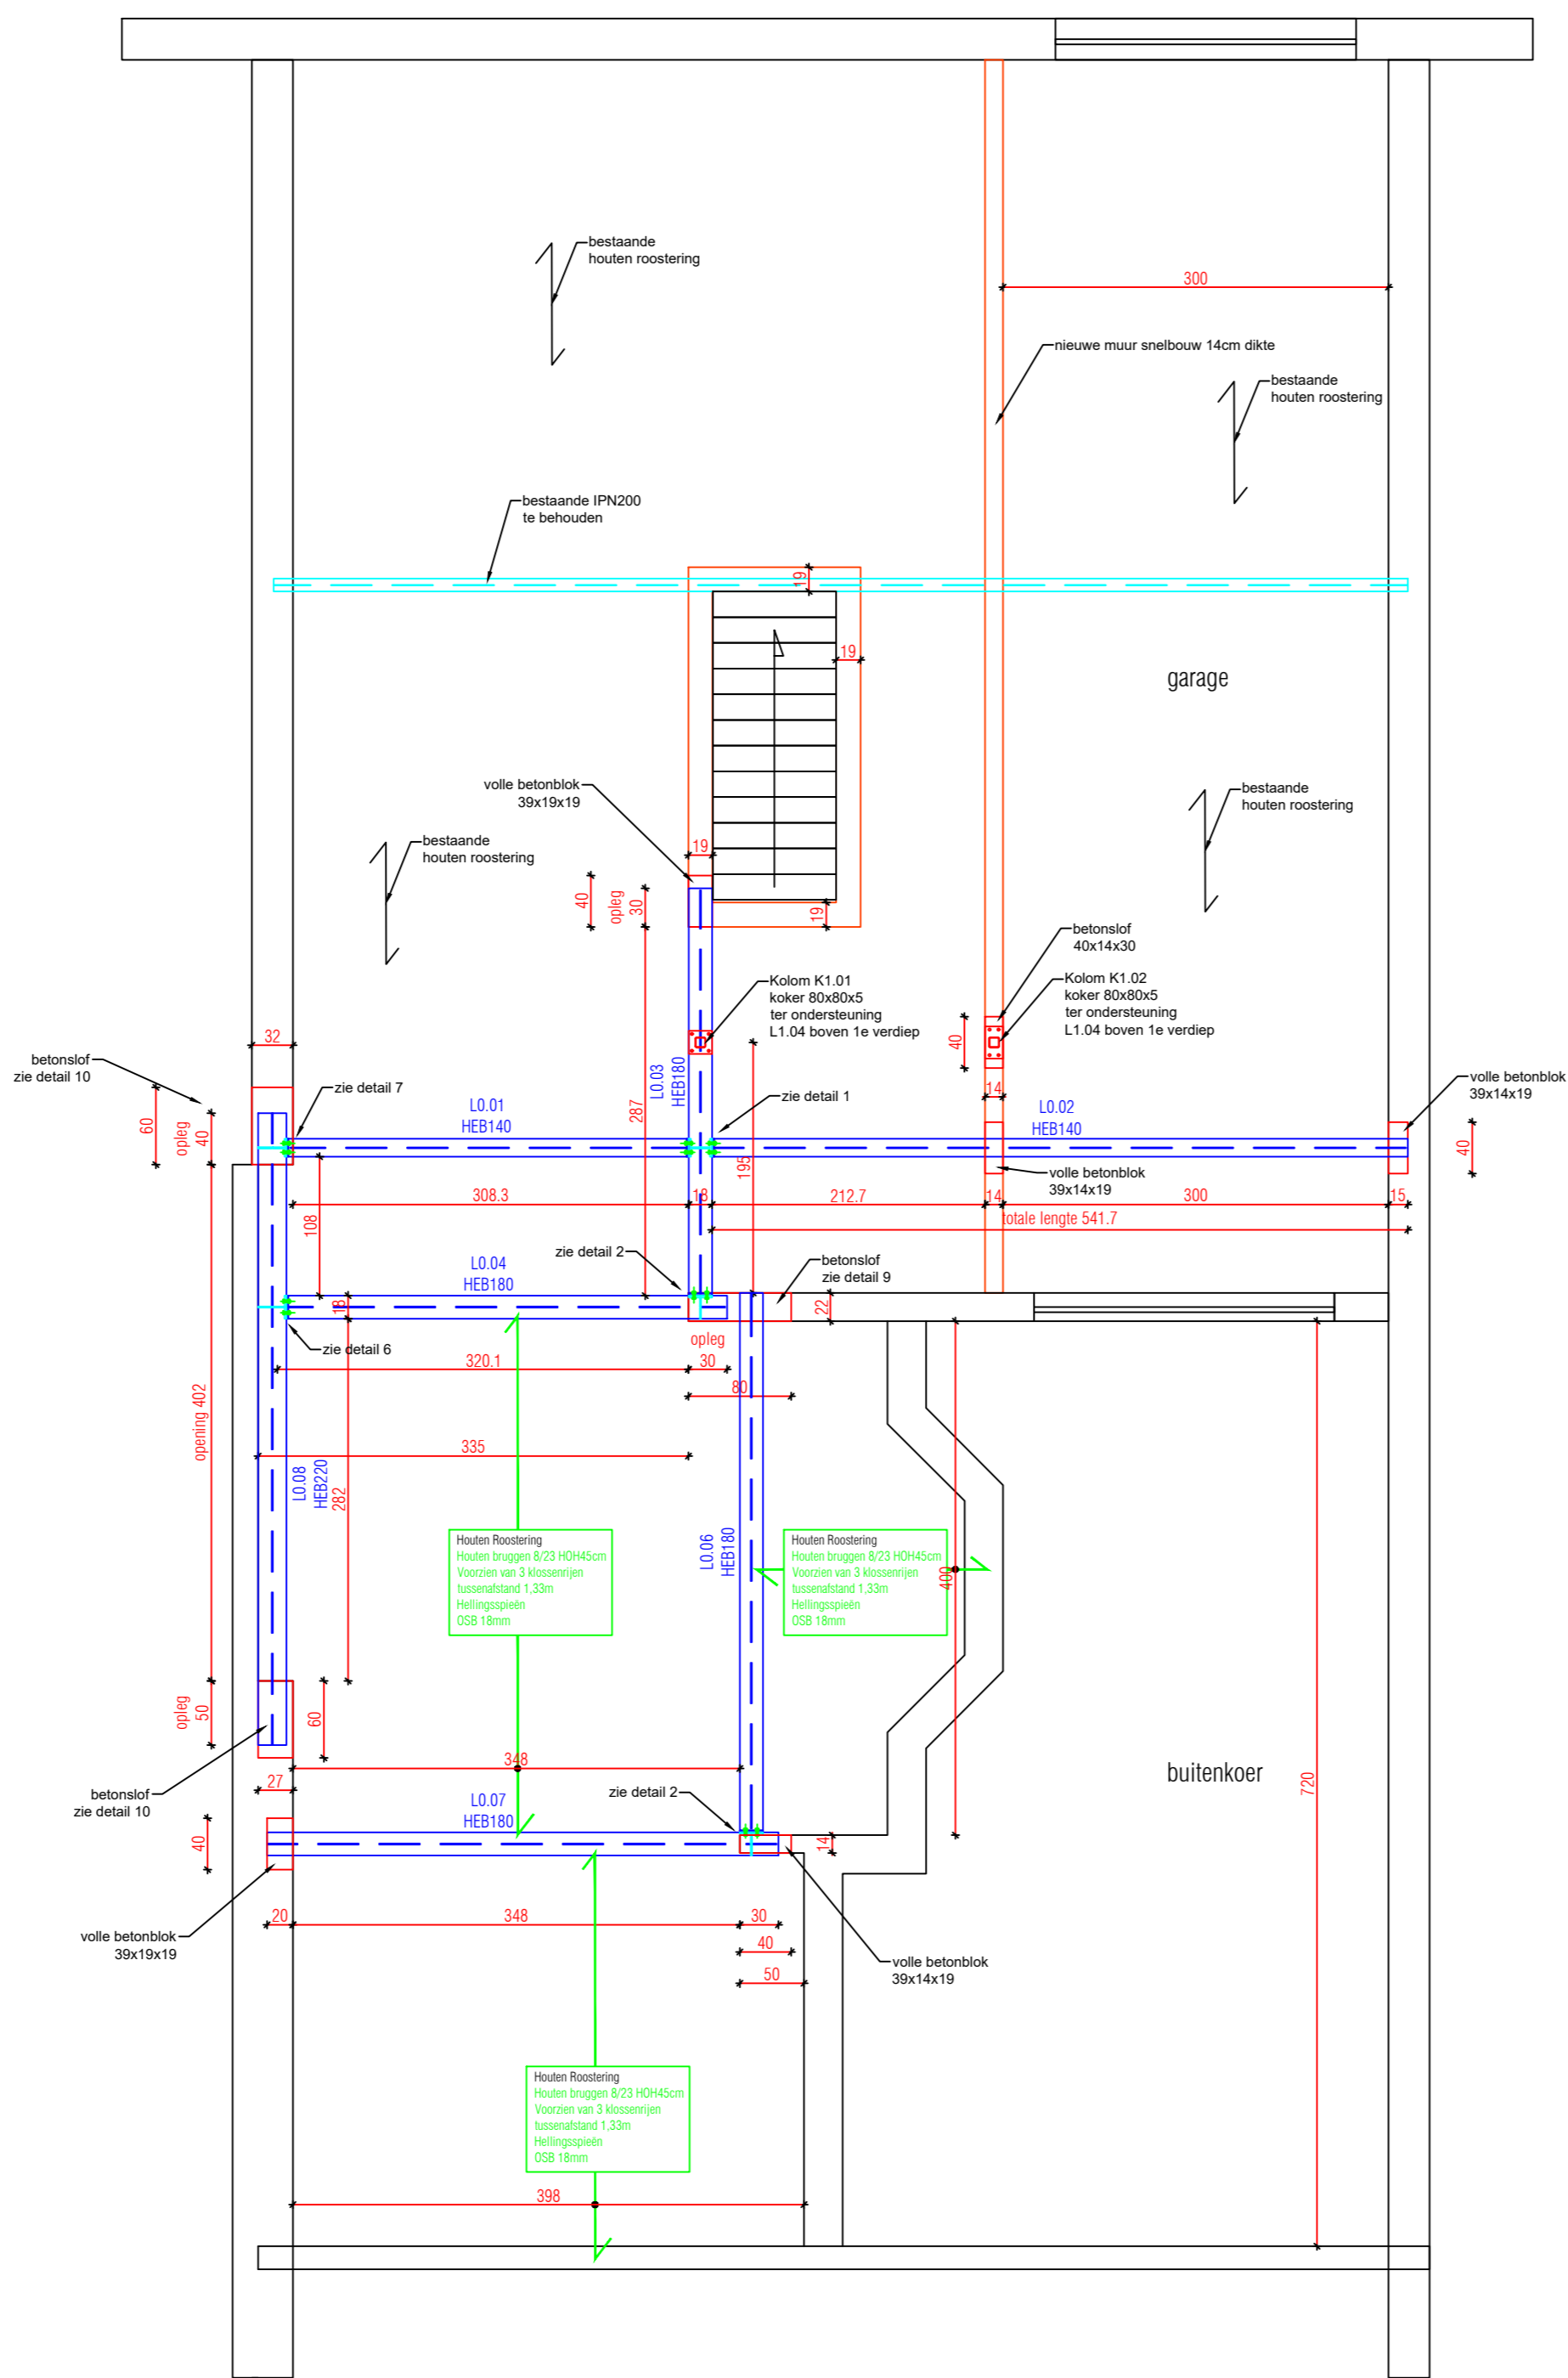 bestaande
houten roostering
300
nieuwe muur snelbouw 14cm dikte
bestaande
houten roostering
bestaande IPN200
te behouden
19
19
garage
volle betonblok
39x19x19
bestaande
houten roostering
bestaande
houten roostering
19
40
opleg
30
19
betonslof
40x14x30
Kolom K1.01
koker 80x80x5
ter ondersteuning
L1.04 boven 1e verdiep
Kolom K1.02
koker 80x80x5
ter ondersteuning
L1.04 boven 1e verdiep
40
32
betonslof
zie detail 10
zie detail 7
L0.03
HEB180
287
zie detail 1
14
volle betonblok
39x14x19
60
opleg
40
L0.01
HEB140
L0.02
HEB140
40
195
volle betonblok
39x14x19
308.3
18
212.7
14
300
15
108
totale lengte 541.7
zie detail 2
betonslof
zie detail 9
L0.04
HEB180
18
22
zie detail 6
opleg
320.1
30
80
opening 402
335
L0.08
HEB220
282
L0.06
HEB180
Houten Roostering
Houten bruggen 8/23 HOH45cm
Voorzien van 3 klossenrijen
tussenafstand 1,33m
Hellingsspieën
OSB 18mm
Houten Roostering
Houten bruggen 8/23 HOH45cm
Voorzien van 3 klossenrijen
tussenafstand 1,33m
Hellingsspieën
OSB 18mm
400
opleg
50
60
348
buitenkoer
720
27
betonslof
zie detail 10
L0.07
HEB180
zie detail 2
40
14
20
348
30
volle betonblok
39x19x19
40
volle betonblok
39x14x19
50
Houten Roostering
Houten bruggen 8/23 HOH45cm
Voorzien van 3 klossenrijen
tussenafstand 1,33m
Hellingsspieën
OSB 18mm
398